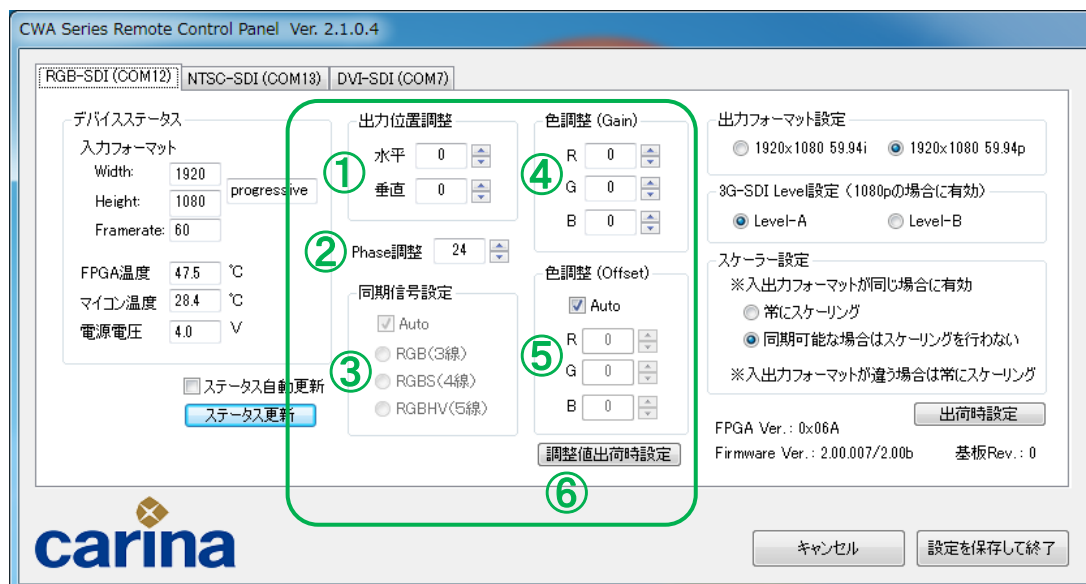 CWA Series Remote Control Panel Ver. 2.1.0.4
RGB-SDI (COM12) NTSC-SDI (COM13) DVI-SDI (COM7)
デバイスステータス
入力フォーマット
Width: 1920
Height: 1080 progressive
Framerate: 60
FPGA温度 47.5 ℃
マイコン温度 28.4 ℃
電源電圧 4.0 V
ステータス自動更新
ステータス更新
出力位置調整
① 水平 0
垂直 0
② Phase調整 24
同期信号設定
Auto
③ RGB(3線)
RGBS(4線)
RGBHV(5線)
色調整 (Gain)
④ R 0
G 0
B 0
色調整 (Offset)
Auto
⑤ R 0
G 0
B 0
調整値出荷時設定
⑥
出力フォーマット設定
1920x1080 59.94i 1920x1080 59.94p
3G-SDI Level設定 (1080pの場合に有効)
Level-A Level-B
スケーラー設定
※入出力フォーマットが同じ場合に有効
常にスケーリング
同期可能な場合はスケーリングを行わない
※入出力フォーマットが違う場合は常にスケーリング
出荷時設定
FPGA Ver.: 0x06A
Firmware Ver.: 2.00.007/2.00b 基板Rev.: 0
carina
キャンセル 設定を保存して終了